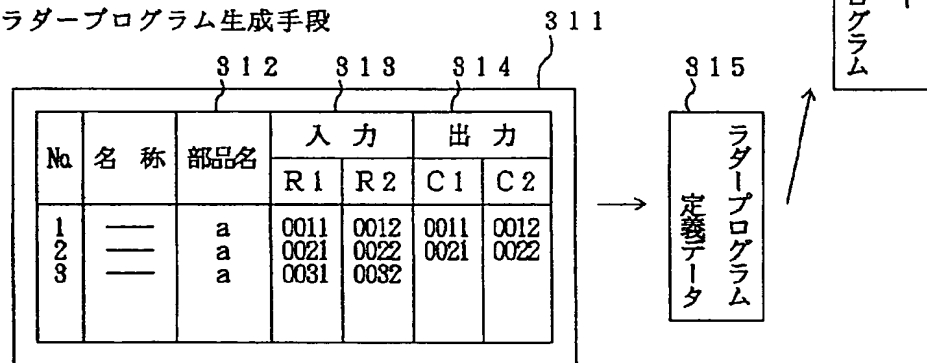 ラダープログラム生成手段
311
312 313 314 315
No. 名称 部品名 入力 出力
R1 R2 C1 C2
1 a 0011 0012 0011 0012
2 a 0021 0022 0021 0022
3 a 0031 0032
ラダープログラム
定義データ
ログラム